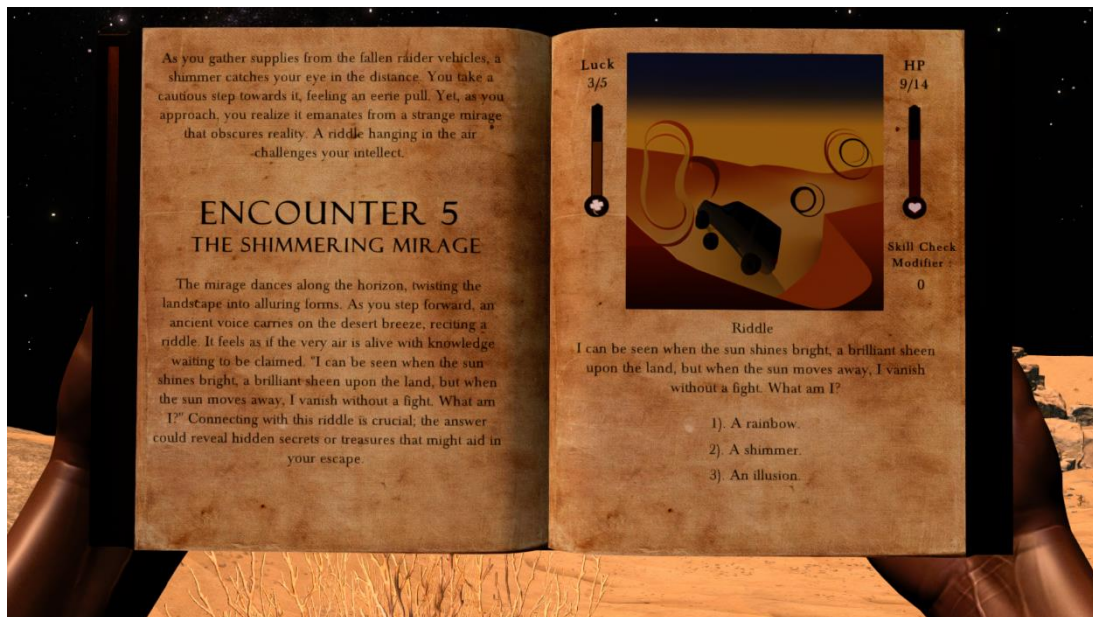 As you gather supplies from the fallen raider vehicles, a
shimmer catches your eye in the distance. You take a
cautious step towards it, feeling an eerie pull. Yet, as you
approach, you realize it emanates from a strange mirage
that obscures reality. A riddle hanging in the air
challenges your intellect.
ENCOUNTER 5
THE SHIMMERING MIRAGE
The mirage dances along the horizon, twisting the
landscape into alluring forms. As you step forward, an
ancient voice carries on the desert breeze, reciting a
riddle. It feels as if the very air is alive with knowledge
waiting to be claimed. "I can be seen when the sun
shines bright, a brilliant sheen upon the land, but when
the sun moves away, I vanish without a fight. What am
I?" Connecting with this riddle is crucial; the answer
could reveal hidden secrets or treasures that might aid in
your escape.
Luck
3/5
HP
9/14
Skill Check
Modifier :
0
Riddle
I can be seen when the sun shines bright, a brilliant sheen
upon the land, but when the sun moves away, I vanish
without a fight. What am I?
1). A rainbow.
2). A shimmer.
3). An illusion.